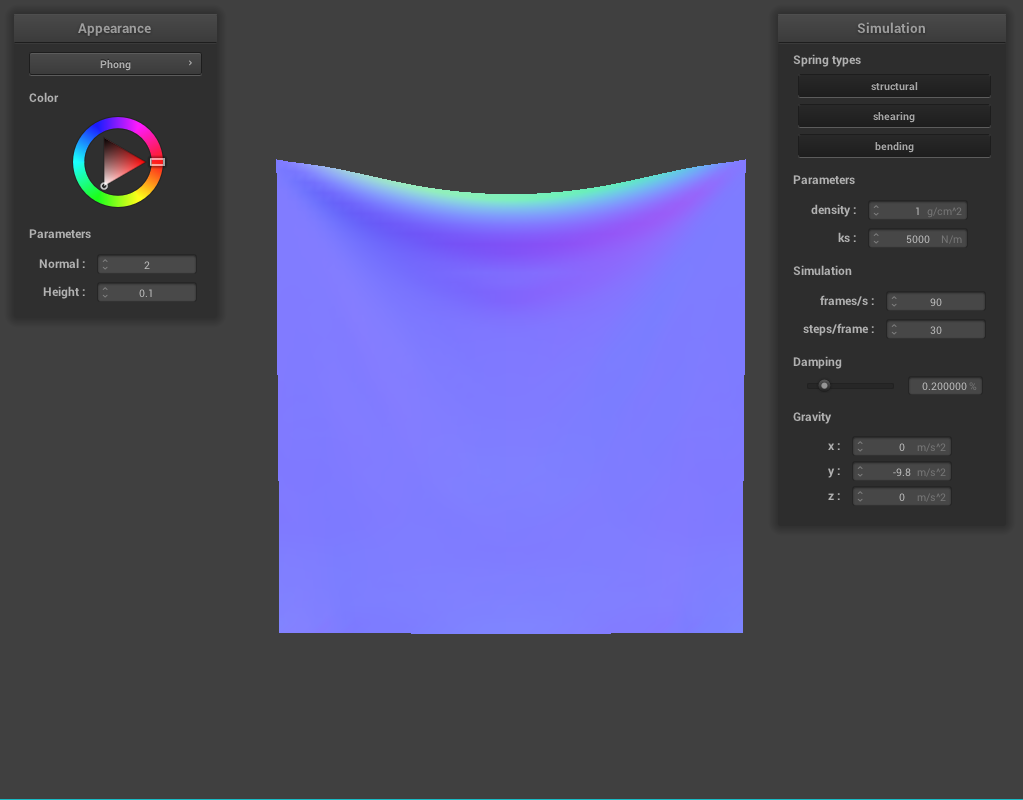 Appearance
Phong
Color
Parameters
Normal : 2
Height : 0.1
Simulation
Spring types
structural
shearing
bending
Parameters
density : 1 g/cm^2
ks : 5000 N/m
Simulation
frames/s : 90
steps/frame : 30
Damping
0.200000 %
Gravity
x : 0 m/s^2
y : -9.8 m/s^2
z : 0 m/s^2